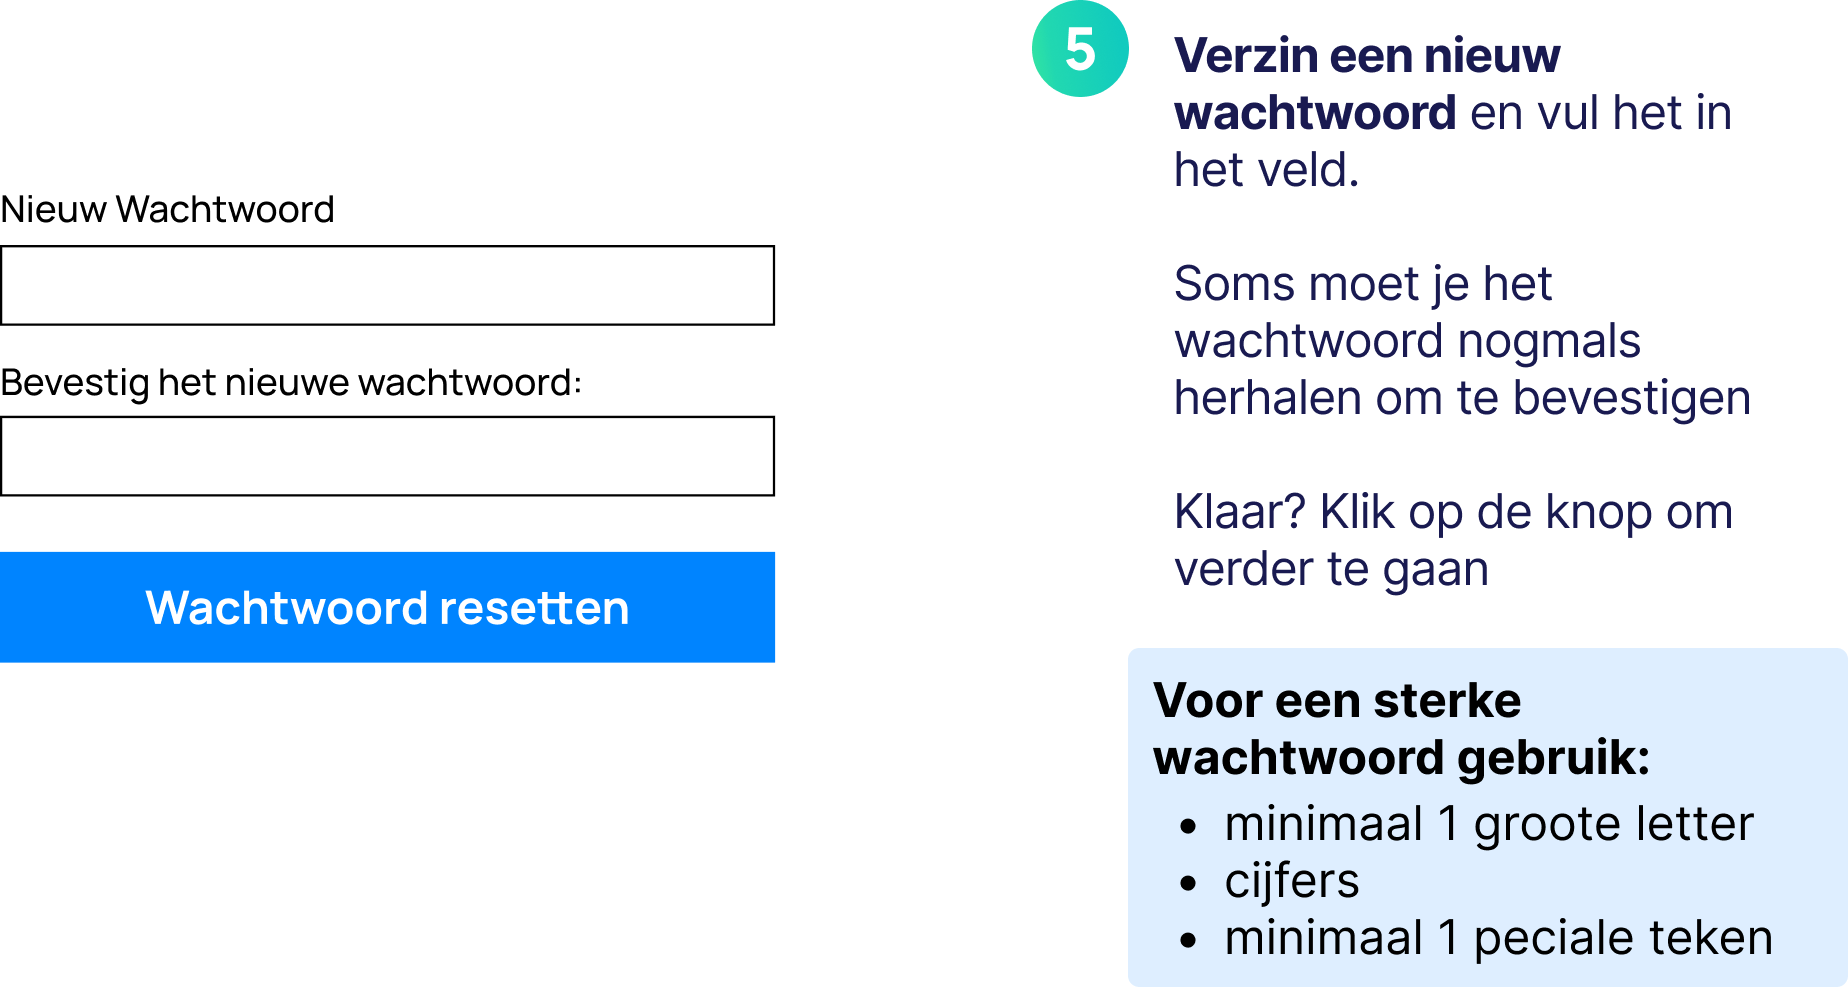 Nieuw Wachtwoord
Bevestig het nieuwe wachtwoord:
Wachtwoord resetten
5
Verzin een nieuw
wachtwoord en vul het in
het veld.
Soms moet je het
wachtwoord nogmals
herhalen om te bevestigen
Klaar? Klik op de knop om
verder te gaan
Voor een sterke
wachtwoord gebruik:
• minimaal 1 groote letter
• cijfers
• minimaal 1 peciale teken